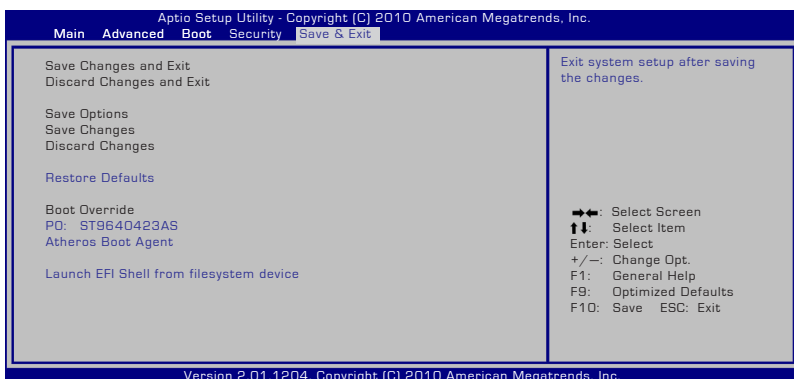 Aptio Setup Utility - Copyright (C) 2010 American Megatrends, Inc.
Main Advanced Boot Security Save & Exit
Save Changes and Exit
Discard Changes and Exit
Save Options
Save Changes
Discard Changes
Restore Defaults
Boot Override
P0: ST9640423AS
Atheros Boot Agent
Launch EFI Shell from filesystem device
Exit system setup after saving
the changes.
→←: Select Screen
↑↓: Select Item
Enter: Select
+/—: Change Opt.
F1: General Help
F9: Optimized Defaults
F10: Save ESC: Exit
Version 2.01.1204. Copyright (C) 2010 American Megatrends, Inc.